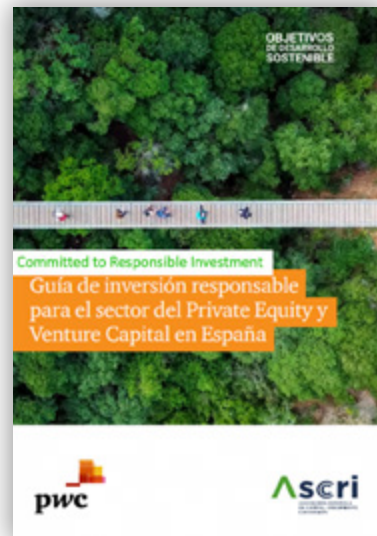 OBJETIVOS
DE DESARROLLO
SOSTENIBLE
Committed to Responsible Investment
Guía de inversión responsable
para el sector del Private Equity y
Venture Capital en España
pwc
Ascri